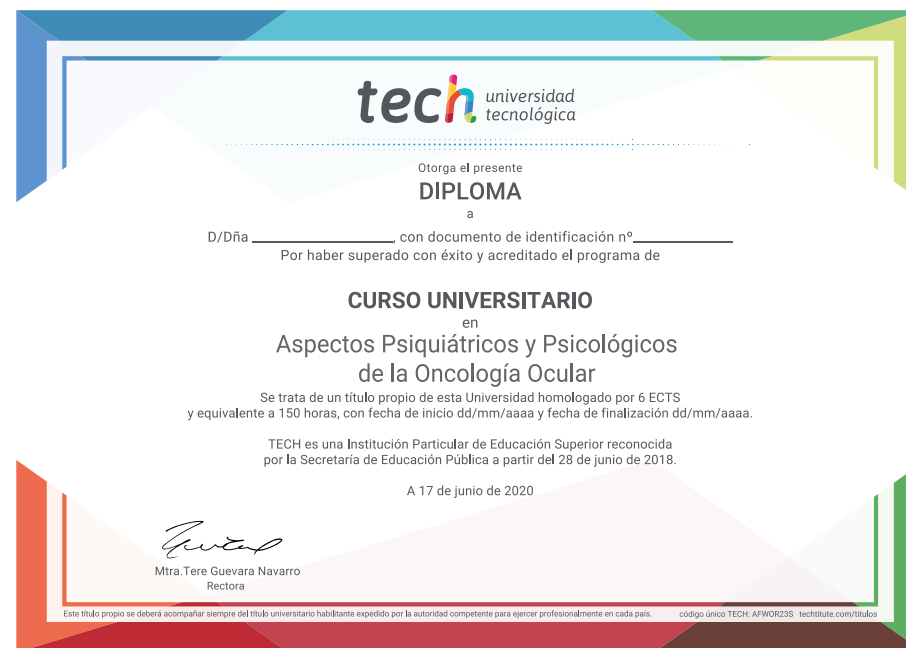 tech universidad
tecnológica
Otorga el presente
DIPLOMA
a
D/Dña ____________________, con documento de identificación nº______________
Por haber superado con éxito y acreditado el programa de
CURSO UNIVERSITARIO
en
Aspectos Psiquiátricos y Psicológicos
de la Oncología Ocular
Se trata de un título propio de esta Universidad homologado por 6 ECTS
y equivalente a 150 horas, con fecha de inicio dd/mm/aaaa y fecha de finalización dd/mm/aaaa.
TECH es una Institución Particular de Educación Superior reconocida
por la Secretaría de Educación Pública a partir del 28 de junio de 2018.
A 17 de junio de 2020
Mtra.Tere Guevara Navarro
Rectora
Este título propio se deberá acompañar siempre del título universitario habilitante expedido por la autoridad competente para ejercer profesionalmente en cada país. código único TECH: AFWOR23S techtitute.com/titulos